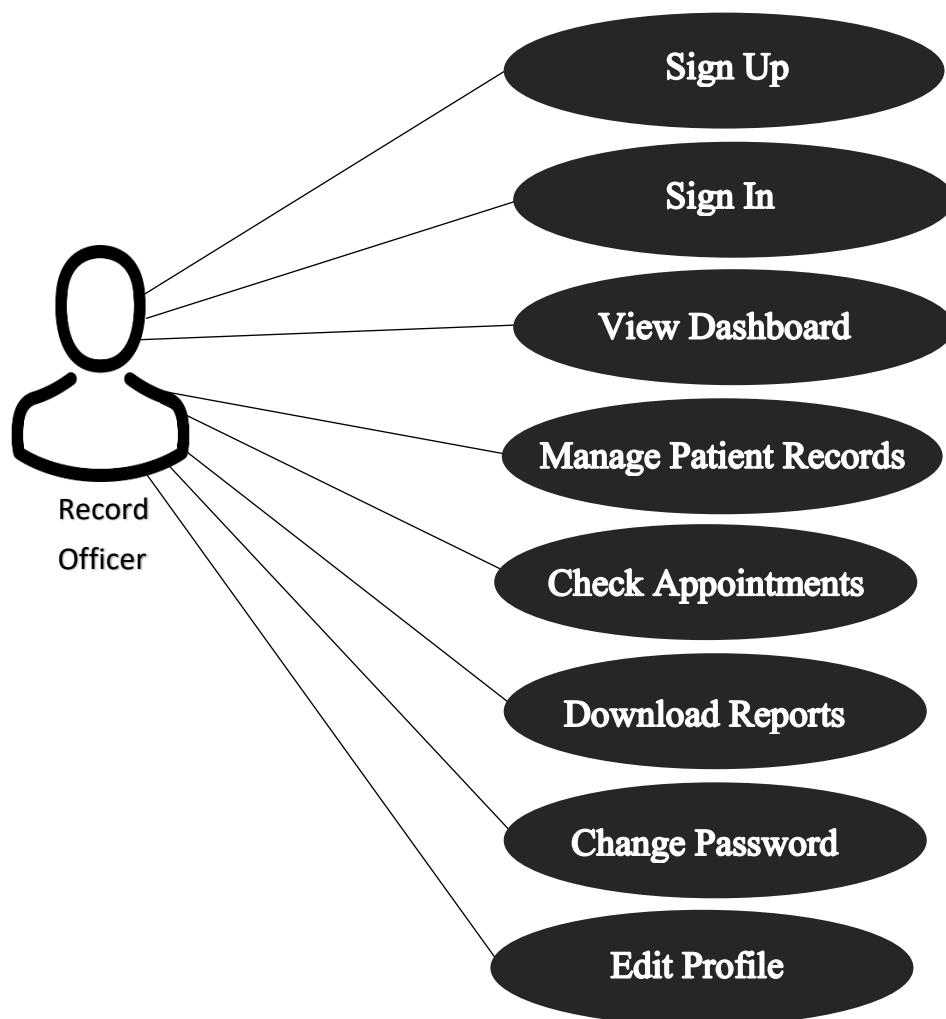 Sign Up
Sign In
View Dashboard
Manage Patient Records
Record
Officer
Check Appointments
Download Reports
Change Password
Edit Profile